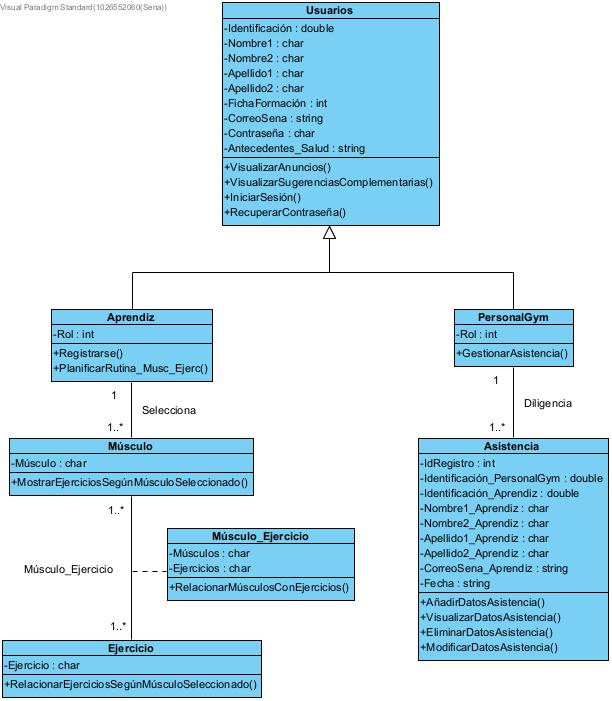 Visual Paradigm Standard(1026552060(Sena))
Usuarios
-Identificación : double
-Nombre1 : char
-Nombre2 : char
-Apellido1 : char
-Apellido2 : char
-FichaFormación : int
-CorreoSena : string
-Contraseña : char
-Antecedentes_Salud : string
+VisualizarAnuncios()
+VisualizarSugerenciasComplementarias()
+IniciarSesión()
+RecuperarContraseña()
Aprendiz
-Rol : int
+Registrarse()
+PlanificarRutina_Musc_Ejerc()
PersonalGym
-Rol : int
+GestionarAsistencia()
1
Selecciona
1..*
1
Diligencia
1..*
Músculo
-Músculo : char
+MostrarEjerciciosSegúnMúsculoSeleccionado()
Asistencia
-IdRegistro : int
-Identificación_PersonalGym : double
-Identificación_Aprendiz : double
-Nombre1_Aprendiz : char
-Nombre2_Aprendiz : char
-Apellido1_Aprendiz : char
-Apellido2_Aprendiz : char
-CorreoSena_Aprendiz : string
-Fecha : string
+AñadirDatosAsistencia()
+VisualizarDatosAsistencia()
+EliminarDatosAsistencia()
+ModificarDatosAsistencia()
1..*
Músculo_Ejercicio
Músculo_Ejercicio
-Músculos : char
-Ejercicios : char
+RelacionarMúsculosConEjercicios()
1..*
Ejercicio
-Ejercicio : char
+RelacionarEjerciciosSegúnMúsculoSeleccionado()